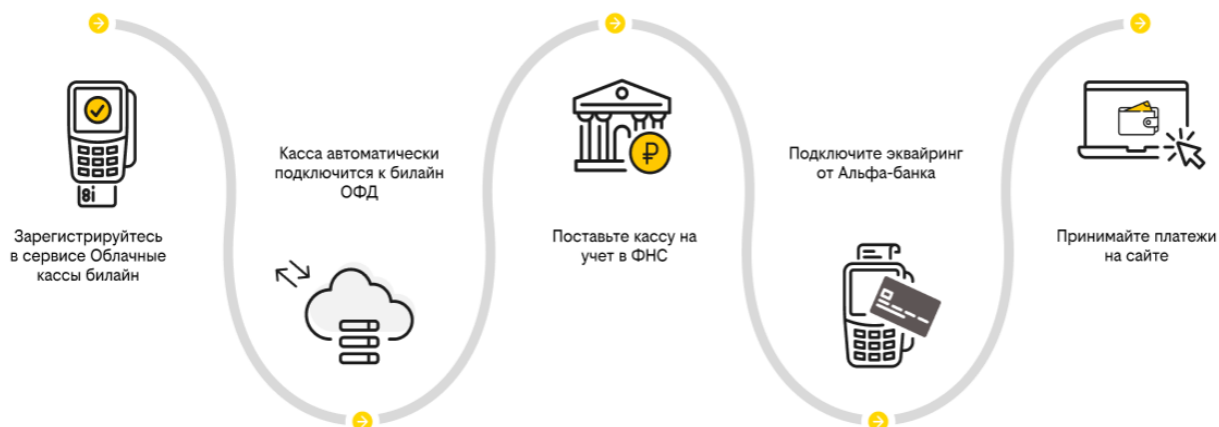 Зарегистрируйтесь
в сервисе Облачные
кассы билайн
8i
Касса автоматически
подключится к билайн
ОФД
Поставьте кассу на
учет в ФНС
₽
Подключите эквайринг
от Альфа-банка
Принимайте платежи
на сайте